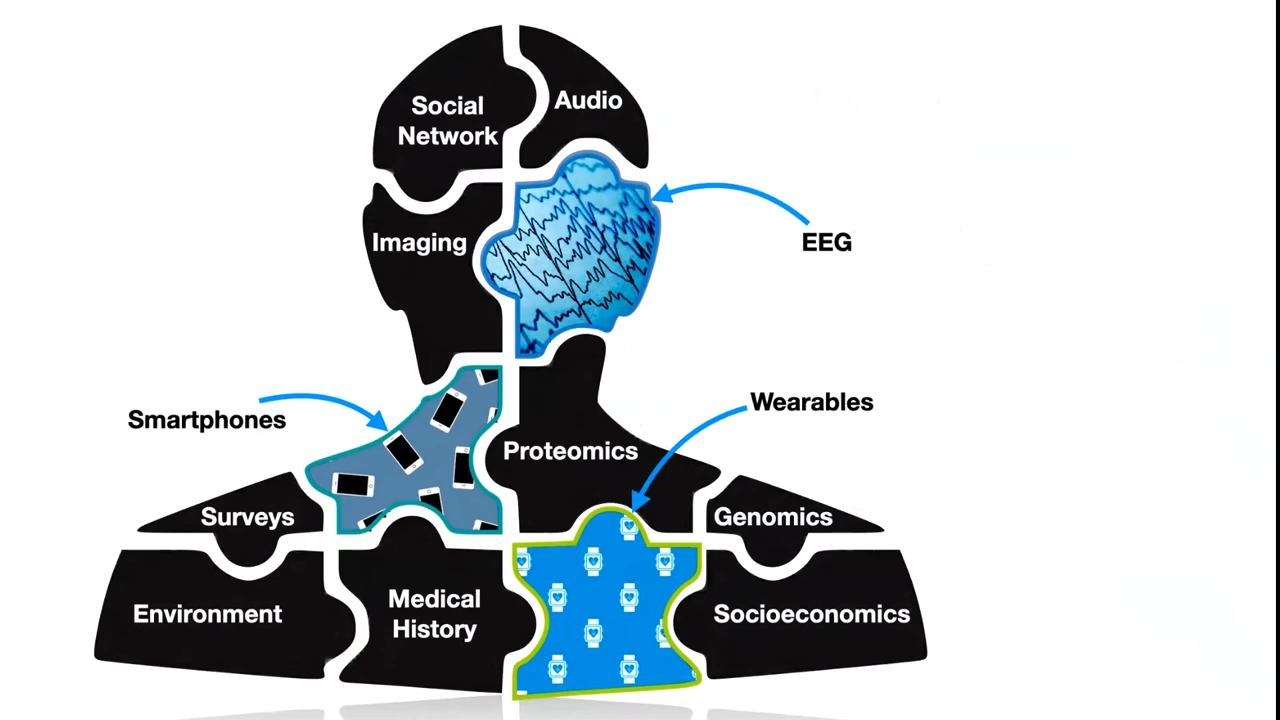 Social
Network
Audio
Imaging
EEG
Smartphones
Wearables
Proteomics
Surveys
Genomics
Environment
Medical
History
Socioeconomics